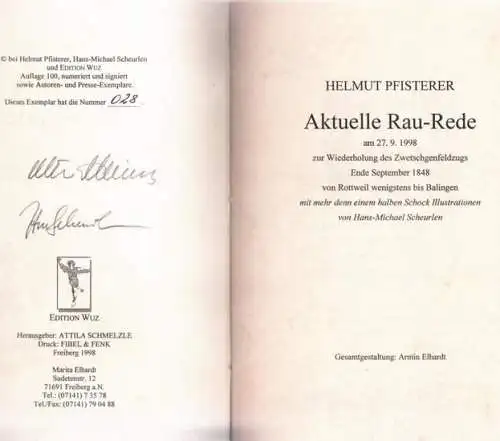 © bei Helmut Pfisterer, Hans-Michael Scheurlen
und EDITION WUZ
Auflage 100, numeriert und signiert
sowie Autoren- und Presse-Exemplare.
Dieses Exemplar hat die Nummer 028.
EDITION WUZ
Herausgeber: ATTILA SCHMELZLE
Druck: FIBEL & FENK
Freiberg 1998
Marita Elhardt
Sudetenstr. 12
71691 Freiberg a.N.
Tel.: (07141) 7 35 78
Tel./Fax: (07141) 79 04 88
HELMUT PFISTERER
Aktuelle Rau-Rede
am 27. 9. 1998
zur Wiederholung des Zwetschgenfeldzugs
Ende September 1848
von Rottweil wenigstens bis Balingen
mit mehr denn einem halben Schock Illustrationen
von Hans-Michael Scheurlen
Gesamtgestaltung: Armin Elhardt